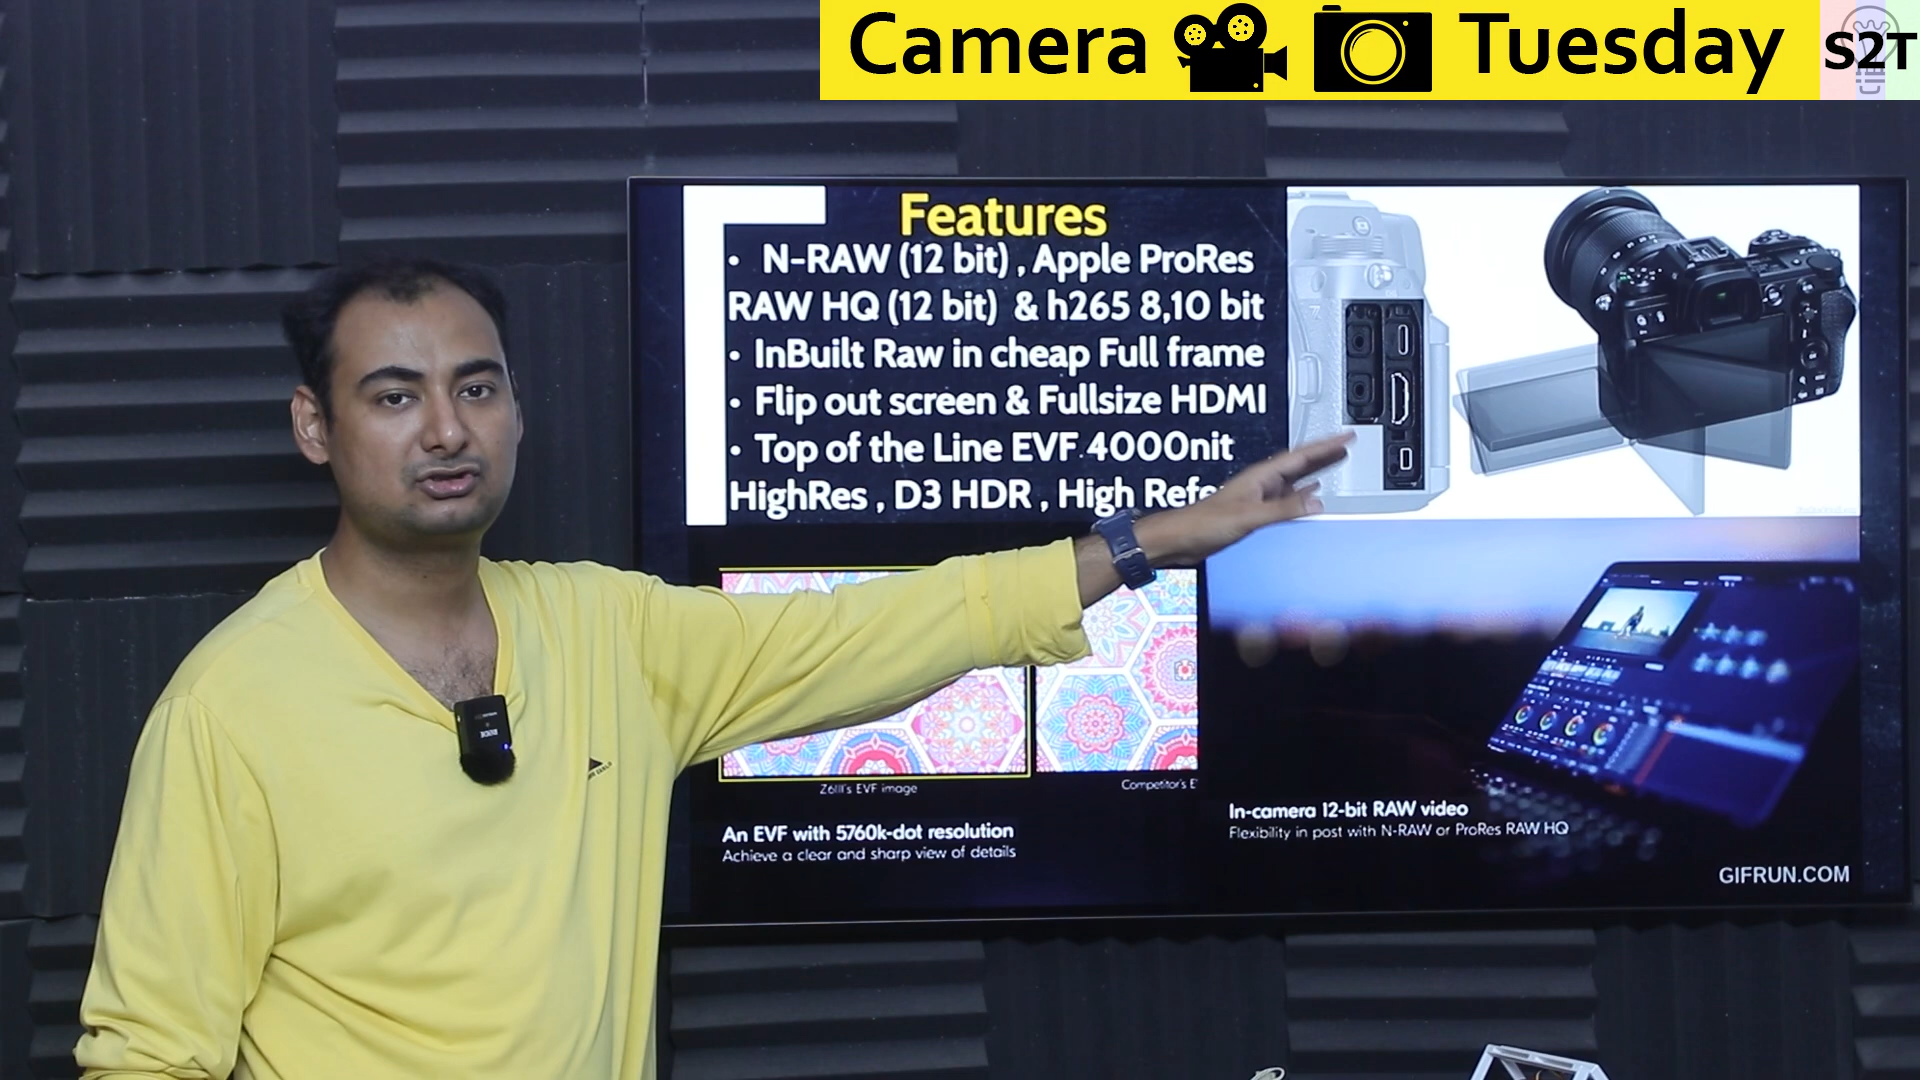 Camera Tuesday S2T
Features
• N-RAW (12 bit) , Apple ProRes
RAW HQ (12 bit) & h265 8,10 bit
• InBuilt Raw in cheap Full frame
• Flip out screen & Fullsize HDMI
• Top of the Line EVF 4000nit
HighRes , D3 HDR , High Refe
Z6III's EVF image
Competitor's E
An EVF with 5760k-dot resolution
Achieve a clear and sharp view of details
In-camera 12-bit RAW video
Flexibility in post with N-RAW or ProRes RAW HQ
GIFRUN.COM
RODE